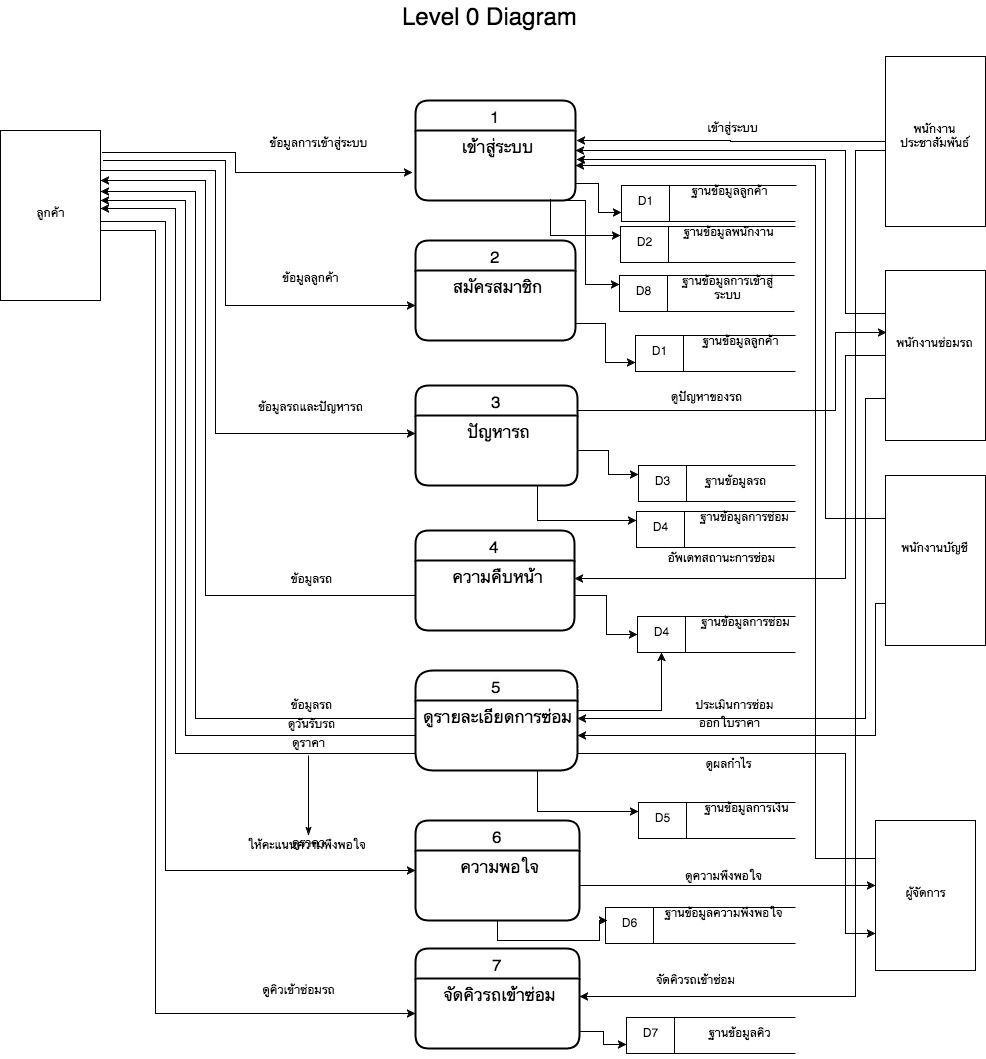 Level 0 Diagram
1
เข้าสู่ระบบ
เข้าสู่ระบบ
พนักงาน
ประชาสัมพันธ์
ข้อมูลการเข้าสู่ระบบ
ลูกค้า
D1
ฐานข้อมูลลูกค้า
D2
ฐานข้อมูลพนักงาน
2
สมัครสมาชิก
ข้อมูลลูกค้า
D8
ฐานข้อมูลการเข้าสู่
ระบบ
D1
ฐานข้อมูลลูกค้า
พนักงานซ่อมรถ
3
ปัญหารถ
ข้อมูลรถและปัญหารถ
ดูปัญหาของรถ
D3
ฐานข้อมูลรถ
D4
ฐานข้อมูลการซ่อม
พนักงานบัญชี
4
ความคืบหน้า
อัพเดทสถานะการซ่อม
ข้อมูลรถ
D4
ฐานข้อมูลการซ่อม
5
ดูรายละเอียดการซ่อม
ข้อมูลรถ
ดูวันรับรถ
ดูราคา
ประเมินการซ่อม
ออกใบราคา
ดูผลกำไร
D5
ฐานข้อมูลการเงิน
6
ความพอใจ
ให้คะแนนความพึงพอใจ
ดูราคา
ดูความพึงพอใจ
ผู้จัดการ
D6
ฐานข้อมูลความพึงพอใจ
7
จัดคิวรถเข้าซ่อม
ดูคิวเข้าซ่อมรถ
จัดคิวรถเข้าซ่อม
D7
ฐานข้อมูลคิว